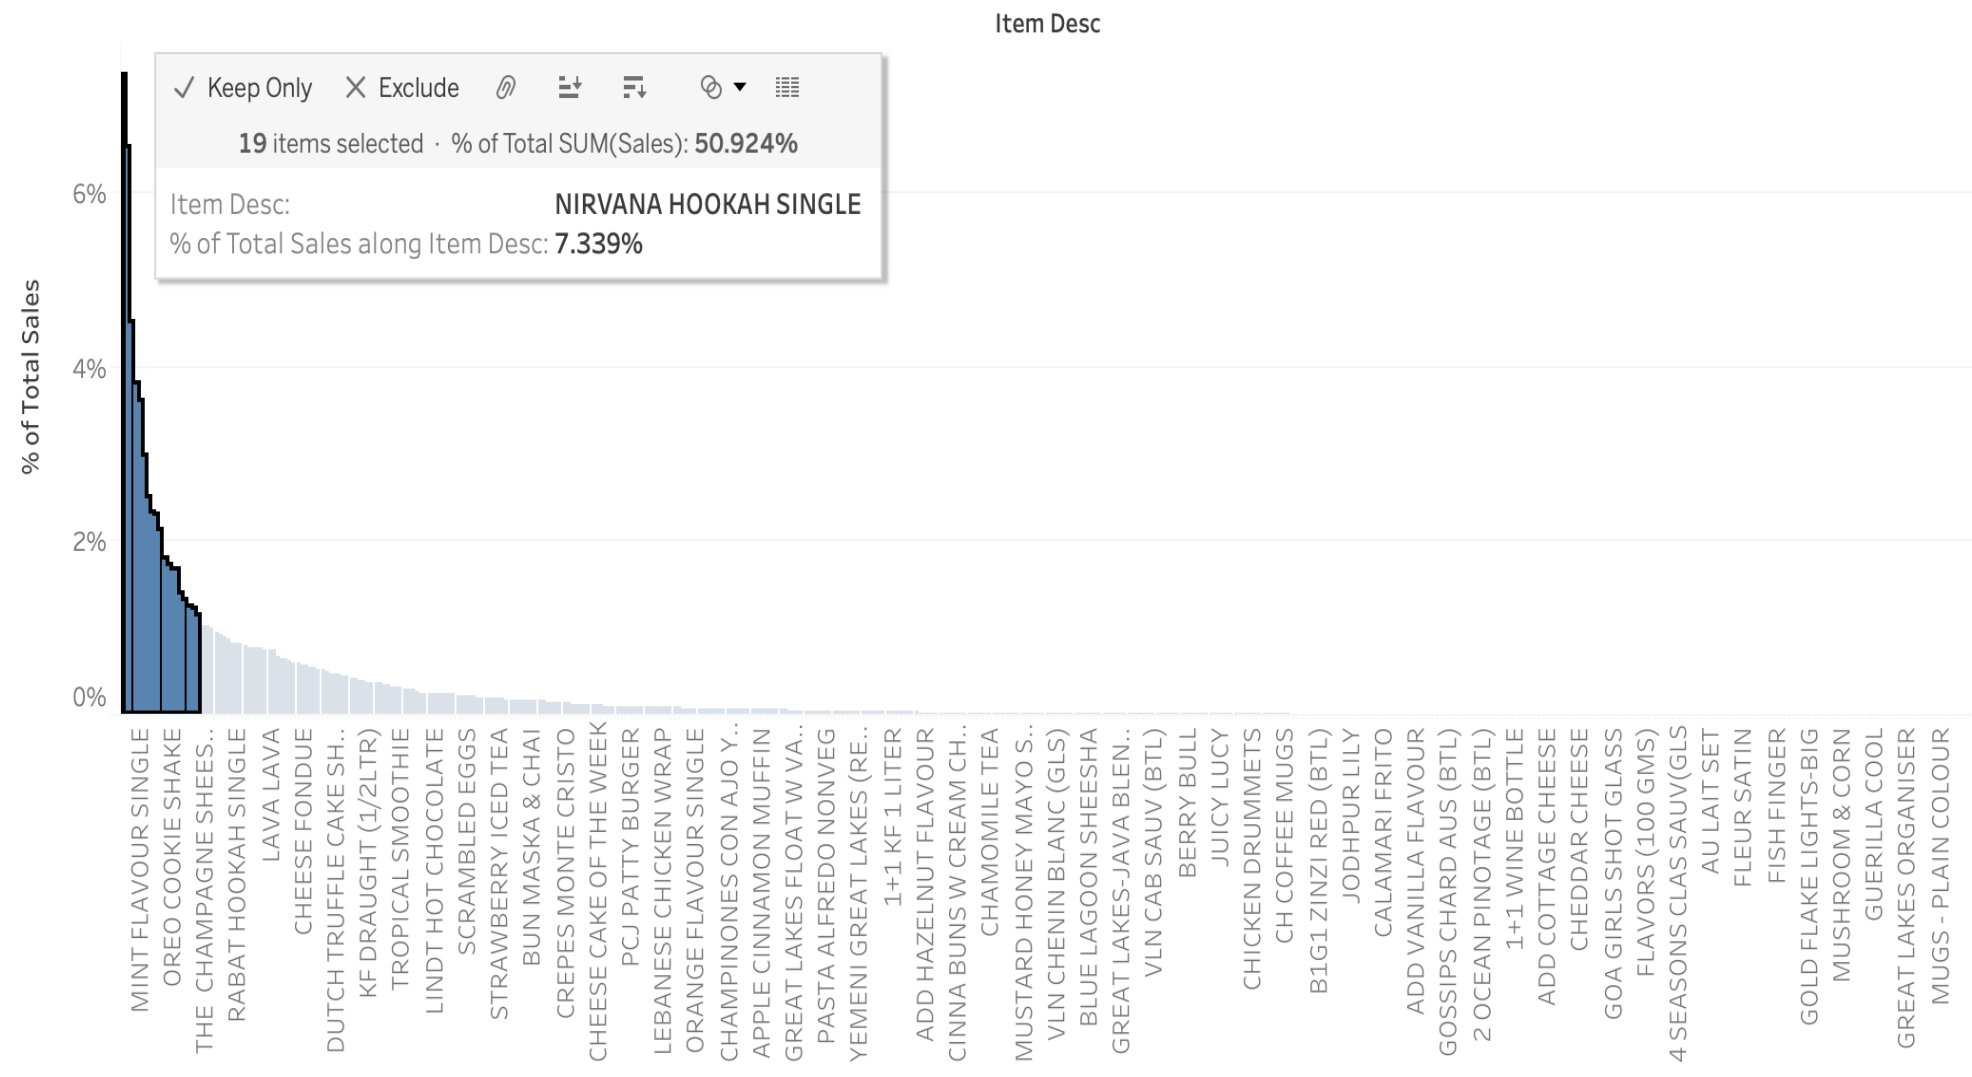 Item Desc
Keep Only Exclude
19 items selected · % of Total SUM(Sales): 50.924%
Item Desc: NIRVANA HOOKAH SINGLE
% of Total Sales along Item Desc: 7.339%
% of Total Sales
6%
4%
2%
0%
MINT FLAVOUR SINGLE
OREO COOKIE SHAKE
THE CHAMPAGNE SHEES..
RABAT HOOKAH SINGLE
LAVA LAVA
CHEESE FONDUE
DUTCH TRUFFLE CAKE SH..
KF DRAUGHT (1/2LTR)
TROPICAL SMOOTHIE
LINDT HOT CHOCOLATE
SCRAMBLED EGGS
STRAWBERRY ICED TEA
BUN MASKA & CHAI
CREPES MONTE CRISTO
CHEESE CAKE OF THE WEEK
PCJ PATTY BURGER
LEBANESE CHICKEN WRAP
ORANGE FLAVOUR SINGLE
CHAMPINONES CON AJO Y..
APPLE CINNAMON MUFFIN
GREAT LAKES FLOAT W VA..
PASTA ALFREDO NONVEG
YEMENI GREAT LAKES (RE..
1+1 KF 1 LITER
ADD HAZELNUT FLAVOUR
CINNA BUNS W CREAM CH..
CHAMOMILE TEA
MUSTARD HONEY MAYO S..
VLN CHENIN BLANC (GLS)
BLUE LAGOON SHEESHA
GREAT LAKES-JAVA BLEN..
VLN CAB SAUV (BTL)
BERRY BULL
JUICY LUCY
CHICKEN DRUMMETS
CH COFFEE MUGS
B1G1 ZINZI RED (BTL)
JODHPUR LILY
CALAMARI FRITO
ADD VANILLA FLAVOUR
GOSSIPS CHARD AUS (BTL)
2 OCEAN PINOTAGE (BTL)
1+1 WINE BOTTLE
ADD COTTAGE CHEESE
CHEDDAR CHEESE
GOA GIRLS SHOT GLASS
FLAVORS (100 GMS)
4 SEASONS CLAS SAUV(GLS
AU LAIT SET
FLEUR SATIN
FISH FINGER
GOLD FLAKE LIGHTS-BIG
MUSHROOM & CORN
GUERILLA COOL
GREAT LAKES ORGANISER
MUGS - PLAIN COLOUR